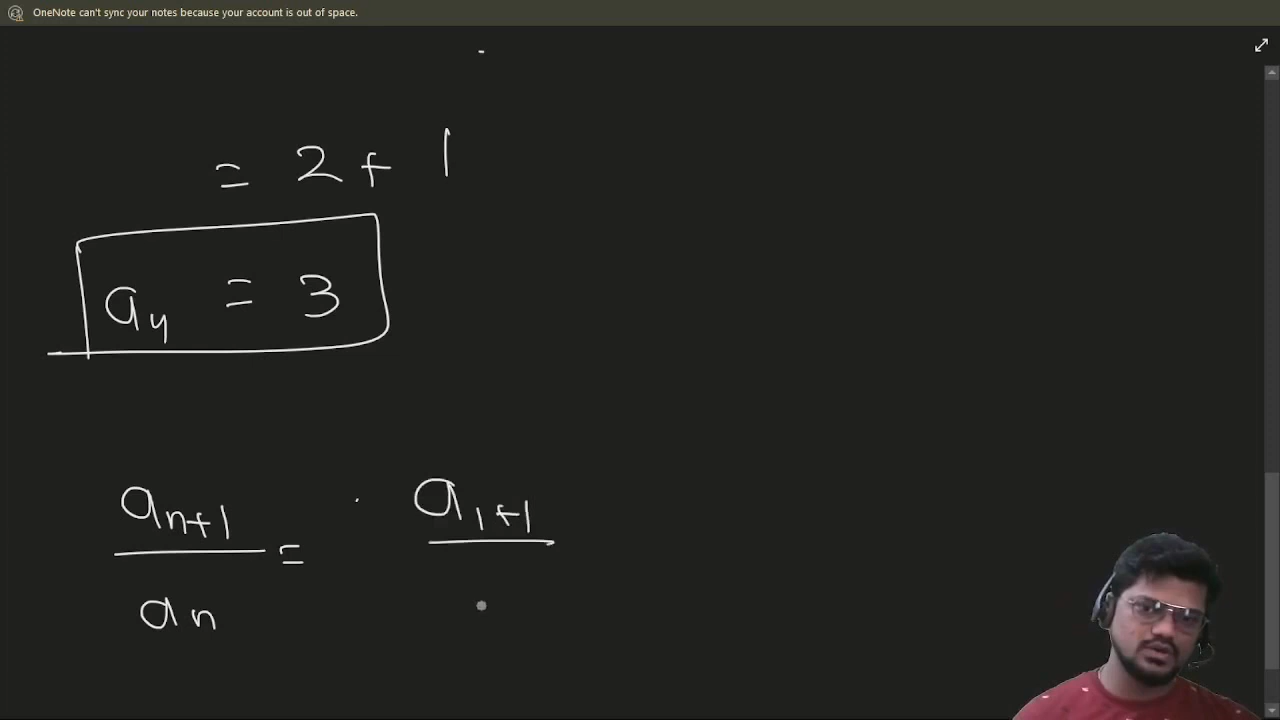 OneNote can't sync your notes because your account is out of space.
= 2 + 1
a₄ = 3
aₙ₊₁ / aₙ = a₁₊₁